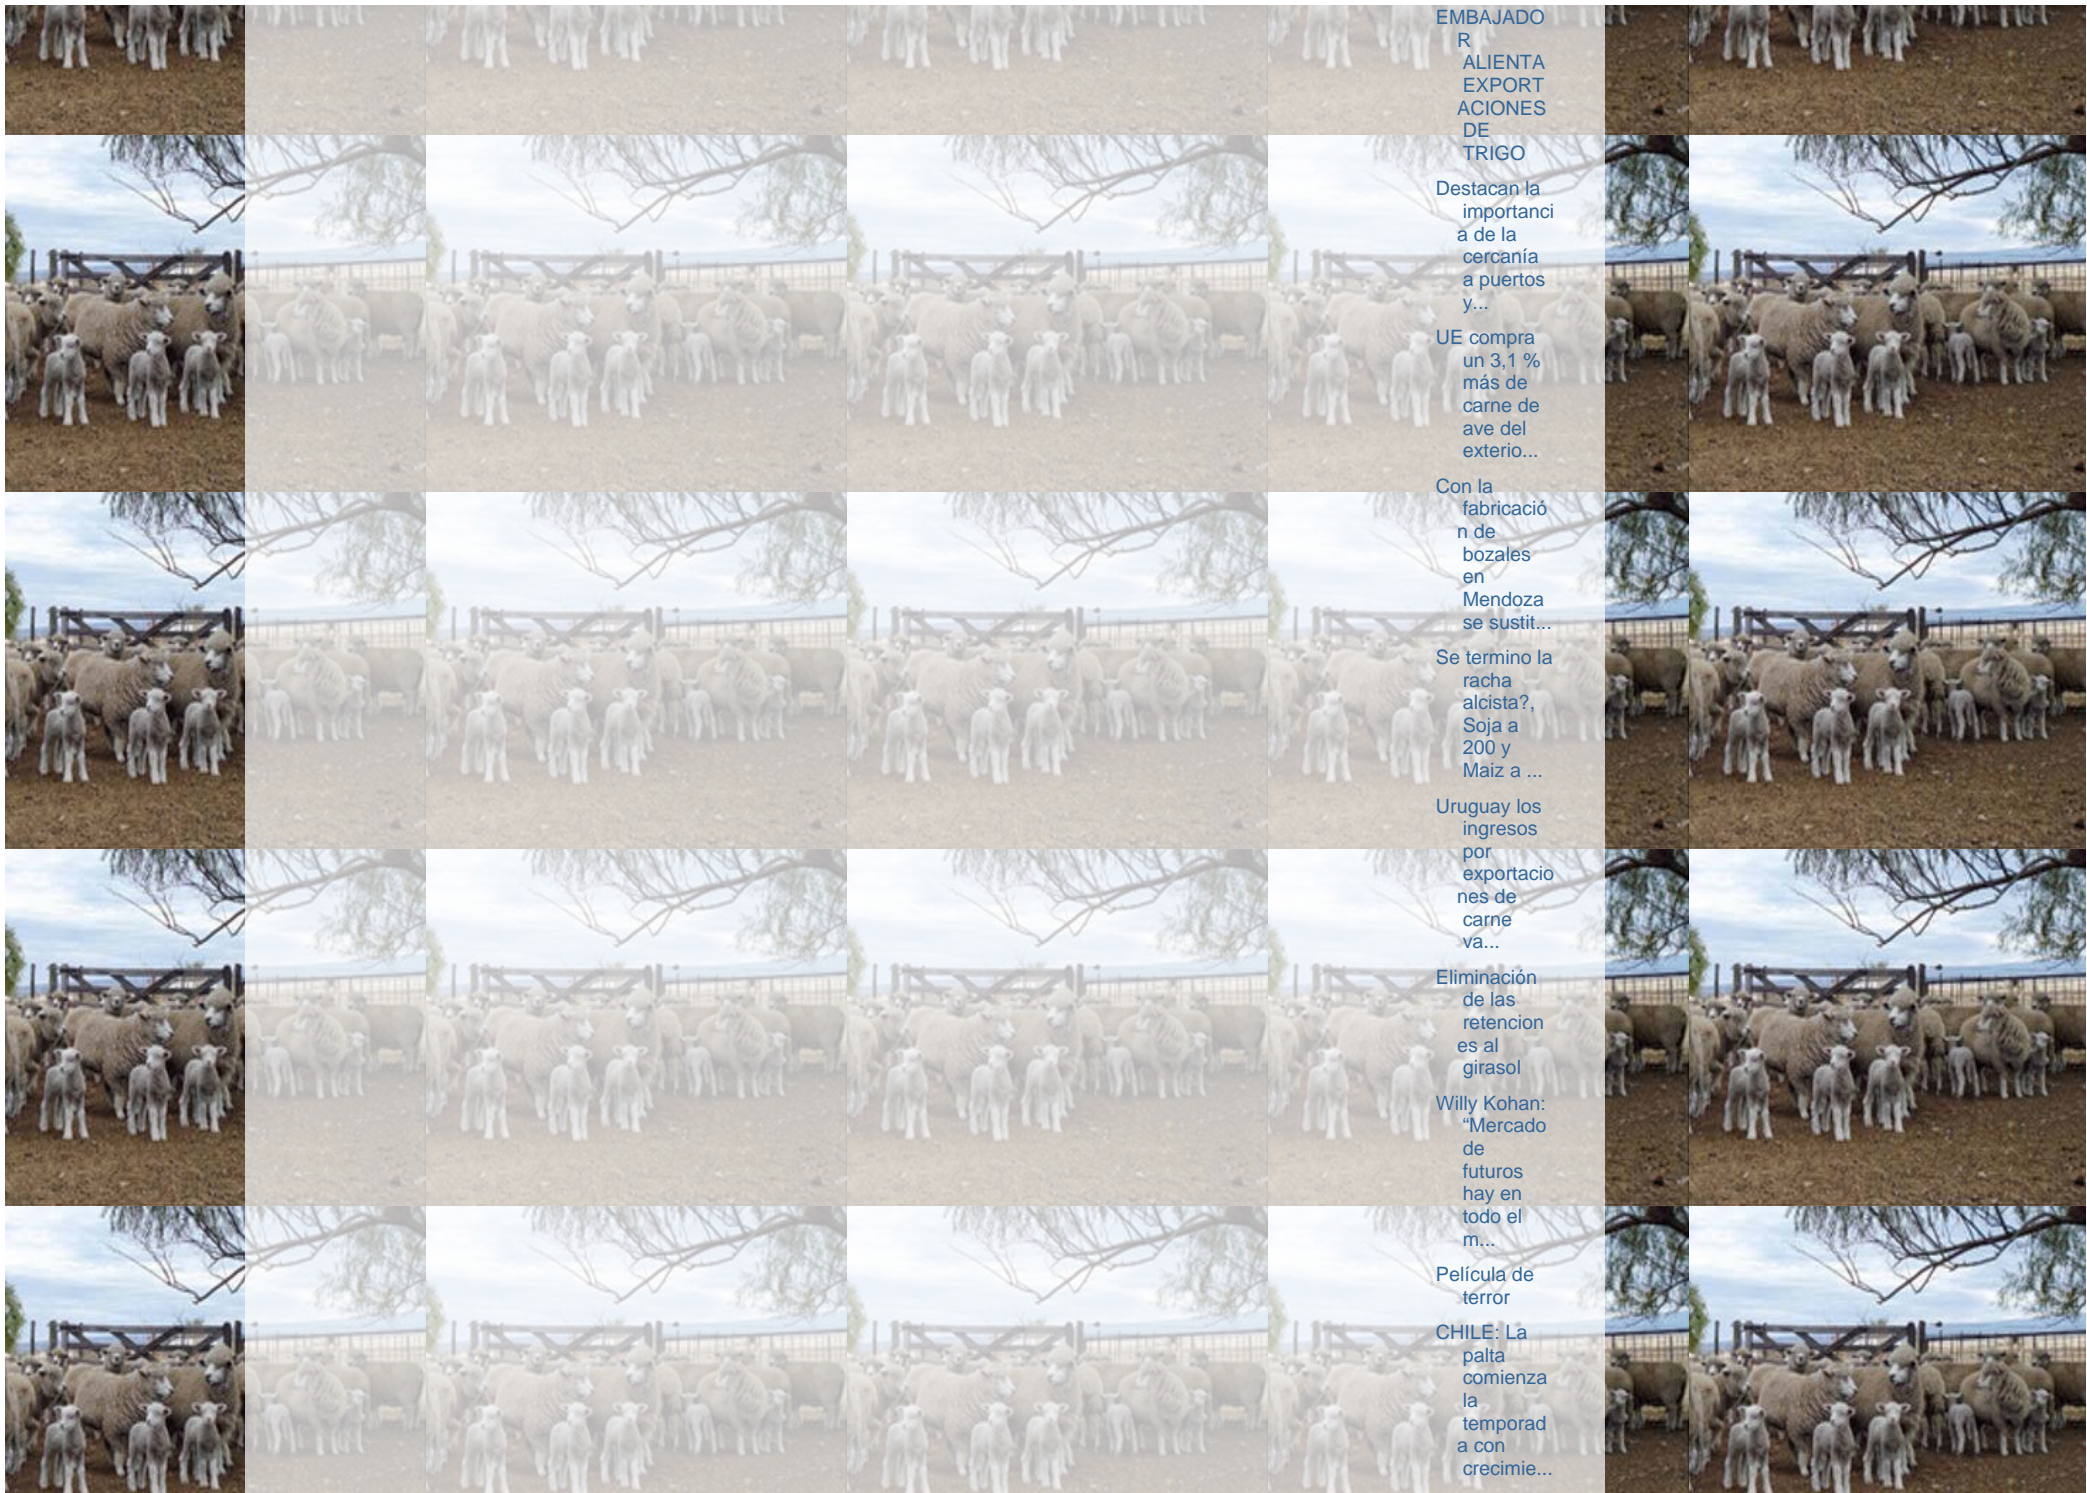 EMBAJADO
R
ALIENTA
EXPORT
ACIONES
DE
TRIGO
Destacan la
importanci
a de la
cercanía
a puertos
y...
UE compra
un 3,1 %
más de
carne de
ave del
exterio...
Con la
fabricació
n de
bozales
en
Mendoza
se sustit...
Se termino la
racha
alcista?,
Soja a
200 y
Maiz a ...
Uruguay los
ingresos
por
exportacio
nes de
carne
va...
Eliminación
de las
retencion
es al
girasol
Willy Kohan:
“Mercado
de
futuros
hay en
todo el
m...
Película de
terror
CHILE: La
palta
comienza
la
temporad
a con
crecimie...